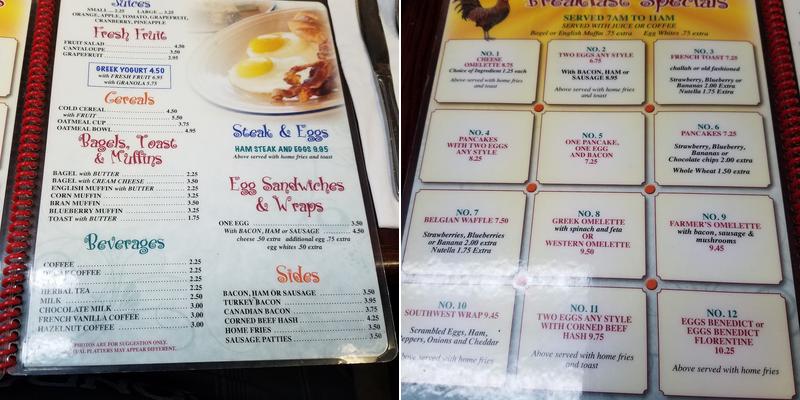 Juices
SMALL ... 2.25 LARGE ... 3.25
ORANGE, APPLE, TOMATO, GRAPEFRUIT,
CRANBERRY, PINEAPPLE
Fresh Fruit
FRUIT SALAD 4.50
CANTALOUPE 3.50
GRAPEFRUIT 2.95
GREEK YOGURT 4.50
with FRESH FRUIT 6.95
with GRANOLA 5.75
Cereals
COLD CEREAL 4.50
with FRUIT 5.50
OATMEAL CUP 3.75
OATMEAL BOWL 4.95
Bagels, Toast
& Muffins
BAGEL with BUTTER 2.25
BAGEL with CREAM CHEESE 3.50
ENGLISH MUFFIN with BUTTER 2.25
CORN MUFFIN 3.25
BRAN MUFFIN 3.50
BLUEBERRY MUFFIN 3.25
TOAST with BUTTER 1.75
Beverages
COFFEE 2.25
DECAF COFFEE 2.25
2.25
HERBAL TEA 2.25
MILK 2.50
CHOCOLATE MILK 3.00
FRENCH VANILLA COFFEE 3.00
HAZELNUT COFFEE 3.00
PHOTOS ARE FOR SUGGESTION ONLY.
PLATTERS MAY APPEAR DIFFERENT.
Steak & Eggs
HAM STEAK AND EGGS 9.95
Above served with home fries
and toast
Egg Sandwiches
& Wraps
ONE EGG 3.50
With BACON, HAM or SAUSAGE 4.50
cheese .50 extra additional egg .75 extra
egg whites .50 extra
Sides
BACON, HAM OR SAUSAGE 3.50
TURKEY BACON 3.95
CANADIAN BACON 3.75
CORNED BEEF HASH 4.25
HOME FRIES 3.50
SAUSAGE PATTIES 3.50
Breakfast Specials
SERVED 7AM TO 11AM
SERVED WITH JUICE OR COFFEE
Bagel or English Muffin .75 extra Egg Whites .75 extra
NO. 1
CHEESE
OMELETTE 8.75
Choice of Ingredient 1.25 each
Above served with home fries
and toast
NO. 2
TWO EGGS ANY STYLE
6.75
With BACON, HAM or
SAUSAGE 8.95
Above served with home fries
and toast
NO. 3
FRENCH TOAST 7.25
challah or old fashioned
Strawberry, Blueberry or
Bananas 2.00 Extra
Nutella 1.75 Extra
NO. 4
PANCAKES
WITH TWO EGGS
ANY STYLE
8.25
NO. 5
ONE PANCAKE,
ONE EGG
AND BACON
7.25
NO. 6
PANCAKES 7.25
Strawberry, Blueberry,
Bananas or
Chocolate chips 2.00 extra
Whole Wheat 1.50 extra
NO. 7
BELGIAN WAFFLE 7.50
Strawberries, Blueberries
or Banana 2.00 extra
Nutella 1.75 Extra
NO. 8
GREEK OMELETTE
with spinach and feta
OR
WESTERN OMELETTE
9.50
NO. 9
FARMER'S OMELETTE
with bacon, sausage &
mushrooms
9.45
NO. 10
SOUTHWEST WRAP 9.45
Scrambled Eggs, Ham,
Peppers, Onions and Cheddar
Above served with home fries
NO. 11
TWO EGGS ANY STYLE
WITH CORNED BEEF
HASH 9.75
Above served with home fries
and toast
NO. 12
EGGS BENEDICT or
EGGS BENEDICT
FLORENTINE
10.25
Above served with home fries